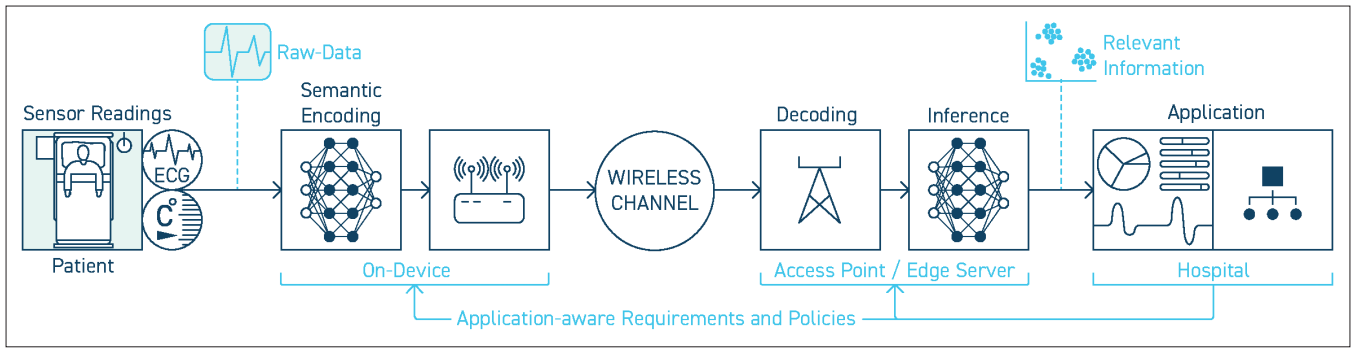 Raw-Data
Relevant
Information
Sensor Readings
Semantic
Encoding
Decoding
Inference
Application
ECG
C°
WIRELESS
CHANNEL
Patient
On-Device
Access Point / Edge Server
Hospital
Application-aware Requirements and Policies